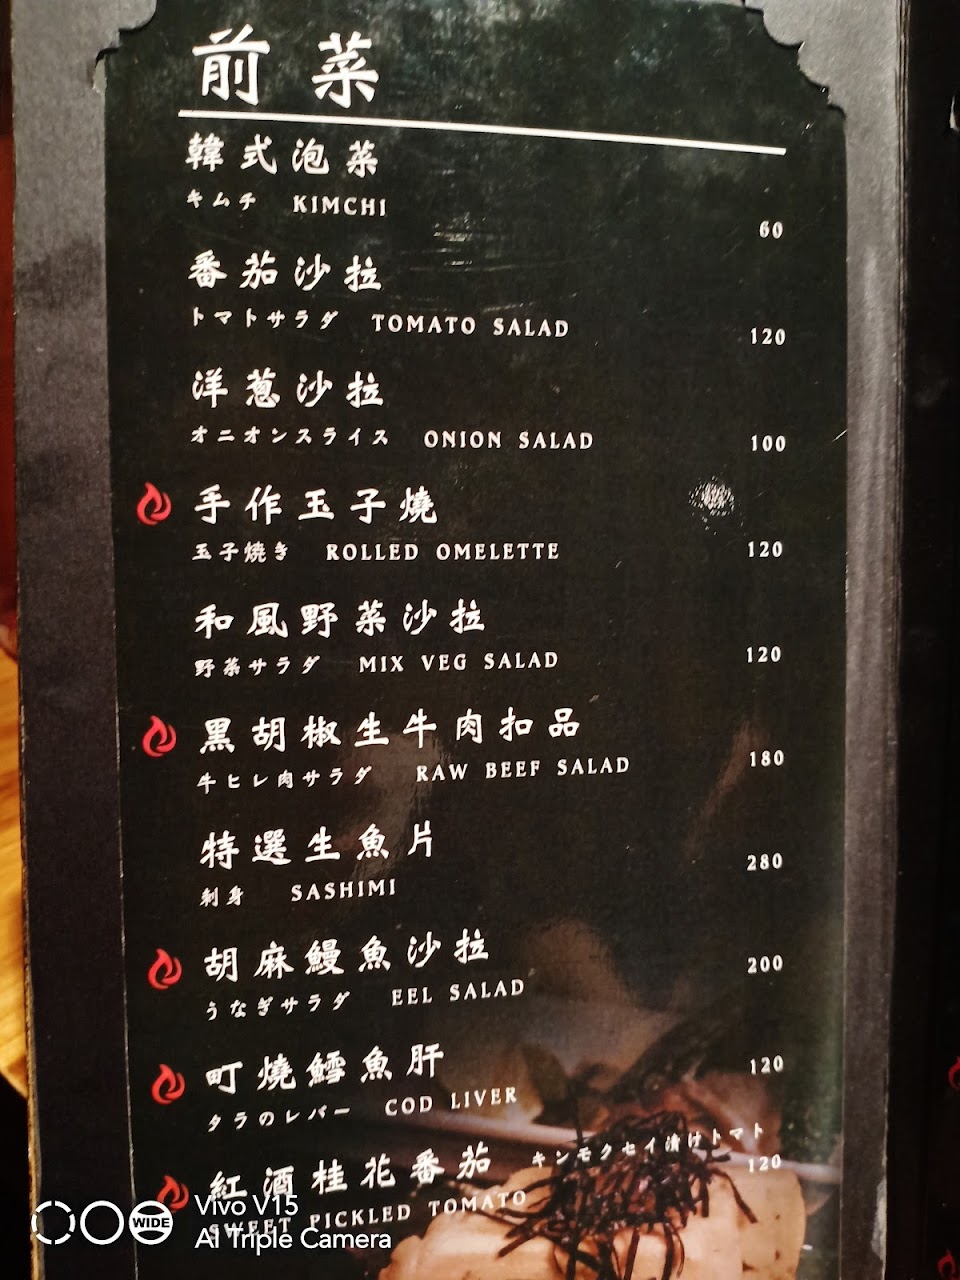 前菜
韓式泡菜
キムチ KIMCHI
60
番茄沙拉
トマトサラダ TOMATO SALAD
120
洋蔥沙拉
オニオンスライス ONION SALAD
100
手作玉子燒
玉子焼き ROLLED OMELETTE
120
和風野菜沙拉
野菜サラダ MIX VEG SALAD
120
黑胡椒生牛肉扣品
牛ヒレ肉サラダ RAW BEEF SALAD
180
特選生魚片
刺身 SASHIMI
280
胡麻鰻魚沙拉
うなぎサラダ EEL SALAD
200
町燒鱈魚肝
タラのレバー COD LIVER
120
紅酒桂花番茄 キンモクセイ漬けトマト
SWEET PICKLED TOMATO
120
WIDE
Vivo V15
AI Triple Camera